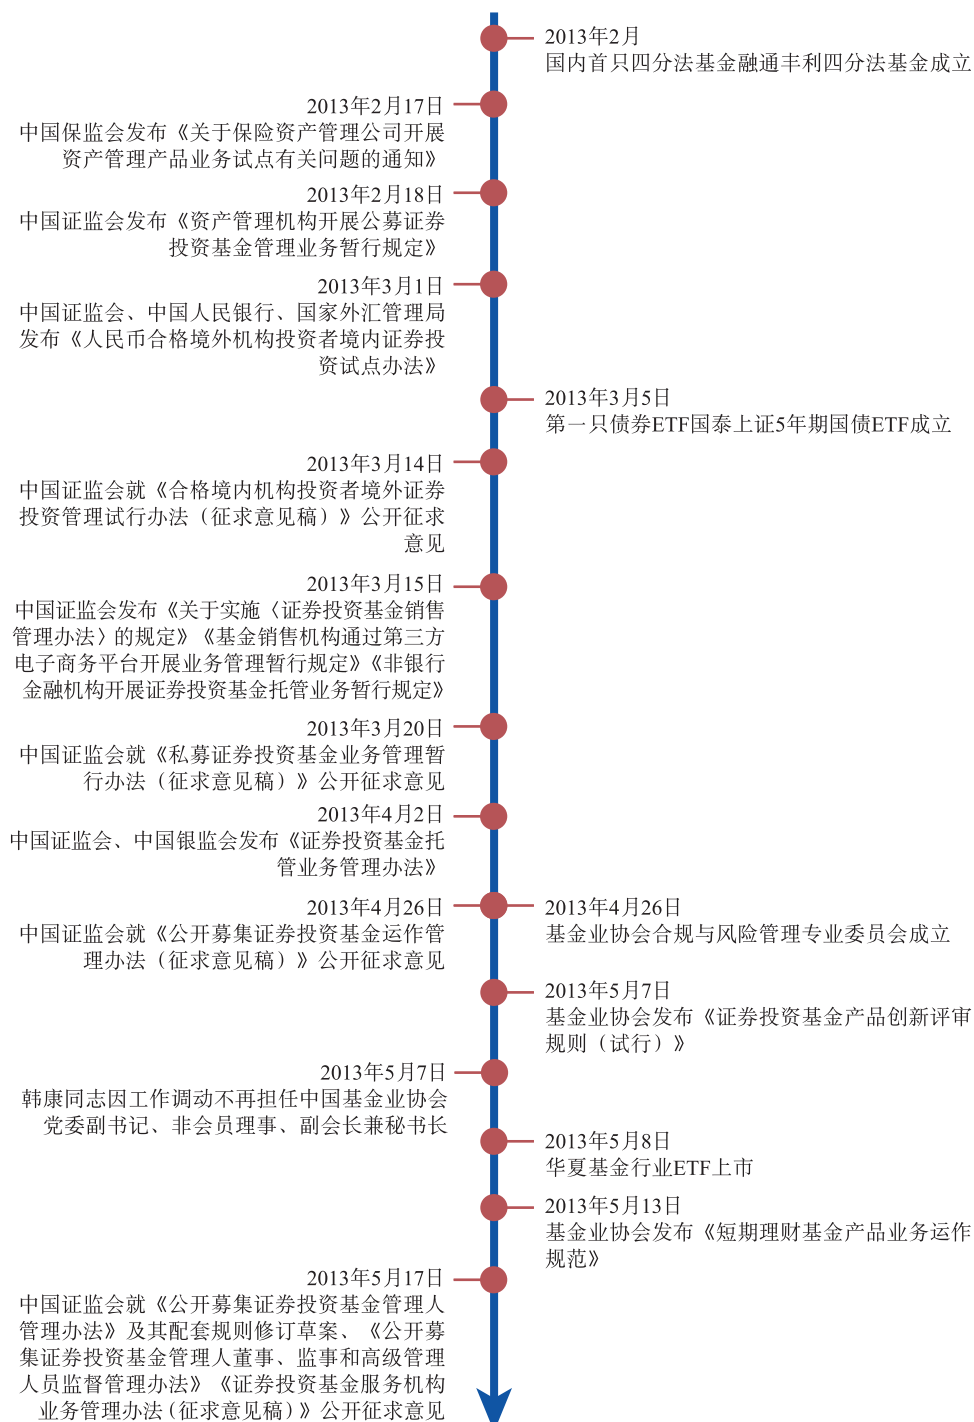 2013年2月
国内首只四分法基金融通丰利四分法基金成立
2013年2月17日
中国保监会发布《关于保险资产管理公司开展
资产管理产品业务试点有关问题的通知》
2013年2月18日
中国证监会发布《资产管理机构开展公募证券
投资基金管理业务暂行规定》
2013年3月1日
中国证监会、中国人民银行、国家外汇管理局
发布《人民币合格境外机构投资者境内证券投
资试点办法》
2013年3月5日
第一只债券ETF国泰上证5年期国债ETF成立
2013年3月14日
中国证监会就《合格境内机构投资者境外证券
投资管理试行办法（征求意见稿）》公开征求
意见
2013年3月15日
中国证监会发布《关于实施〈证券投资基金销售
管理办法〉的规定》《基金销售机构通过第三方
电子商务平台开展业务管理暂行规定》《非银行
金融机构开展证券投资基金托管业务暂行规定》
2013年3月20日
中国证监会就《私募证券投资基金业务管理暂
行办法（征求意见稿）》公开征求意见
2013年4月2日
中国证监会、中国银监会发布《证券投资基金托
管业务管理办法》
2013年4月26日
中国证监会就《公开募集证券投资基金运作管
理办法（征求意见稿）》公开征求意见
2013年4月26日
基金业协会合规与风险管理专业委员会成立
2013年5月7日
基金业协会发布《证券投资基金产品创新评审
规则（试行）》
2013年5月7日
韩康同志因工作调动不再担任中国基金业协会
党委副书记、非会员理事、副会长兼秘书长
2013年5月8日
华夏基金行业ETF上市
2013年5月13日
基金业协会发布《短期理财基金产品业务运作
规范》
2013年5月17日
中国证监会就《公开募集证券投资基金管理人
管理办法》及其配套规则修订草案、《公开募
集证券投资基金管理人董事、监事和高级管理
人员监督管理办法》《证券投资基金服务机构
业务管理办法（征求意见稿）》公开征求意见